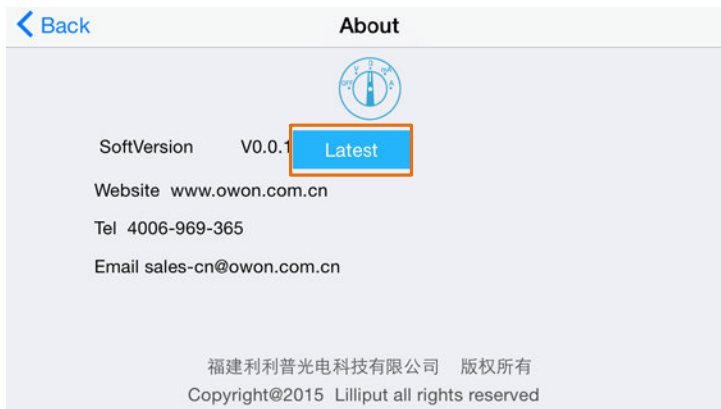 Back About
OFF V Ω mA A
SoftVersion V0.0.1 Latest
Website www.owon.com.cn
Tel 4006-969-365
Email sales-cn@owon.com.cn
福建利利普光电科技有限公司 版权所有
Copyright@2015 Lilliput all rights reserved